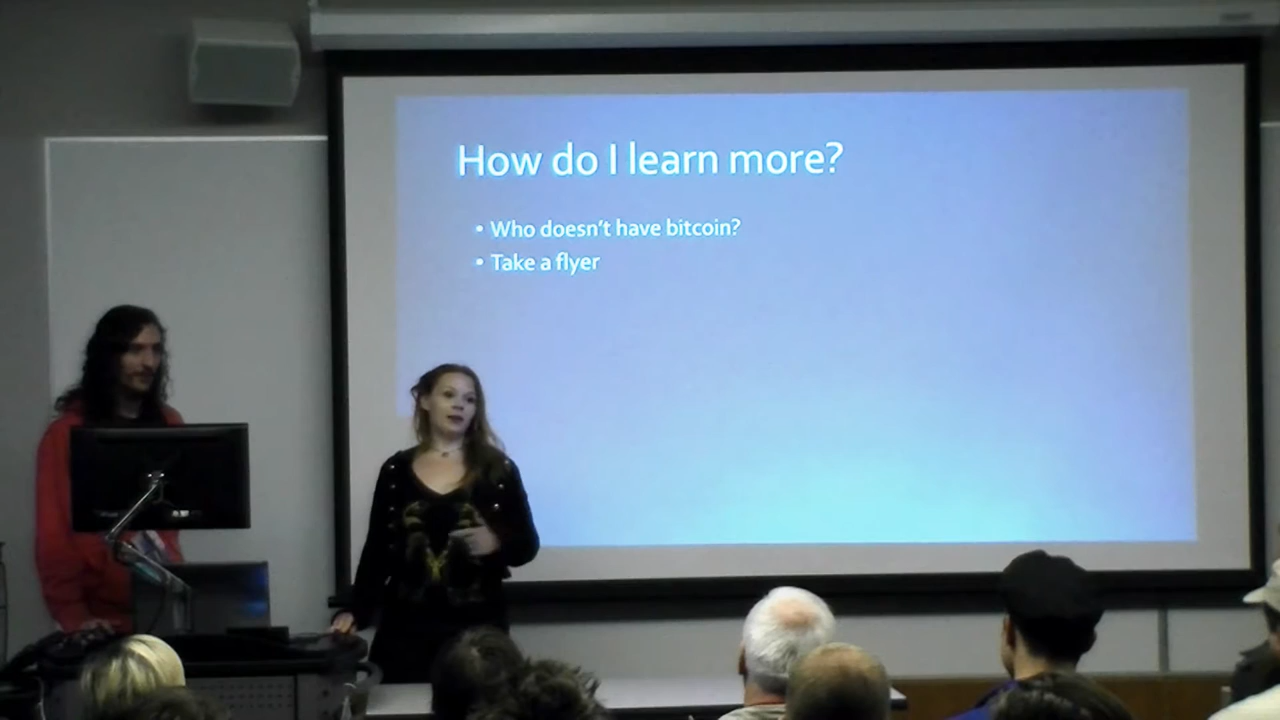 How do I learn more?
• Who doesn't have bitcoin?
• Take a flyer